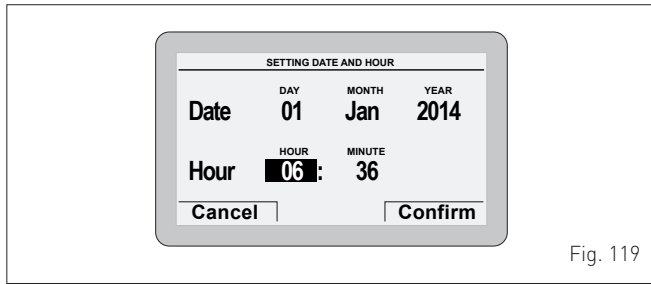 SETTING DATE AND HOUR
DAY MONTH YEAR
Date 01 Jan 2014
HOUR MINUTE
Hour 06 : 36
Cancel Confirm
Fig. 119